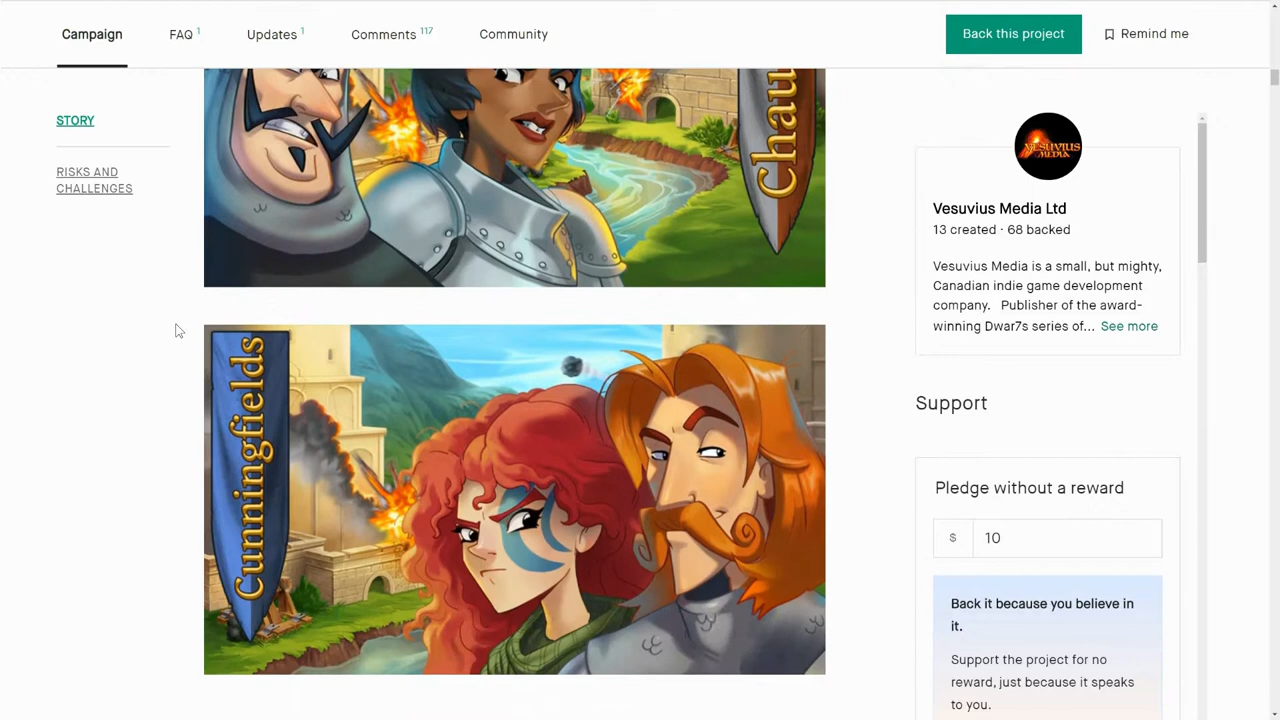 Campaign
FAQ 1
Updates 1
Comments 117
Community
Back this project
Remind me
STORY
RISKS AND
CHALLENGES
Cunningfields
VESUVIUS
MEDIA
Vesuvius Media Ltd
13 created · 68 backed
Vesuvius Media is a small, but mighty,
Canadian indie game development
company. Publisher of the award-
winning Dwar7s series of... See more
Support
Pledge without a reward
$ 10
Back it because you believe in
it.
Support the project for no
reward, just because it speaks
to you.